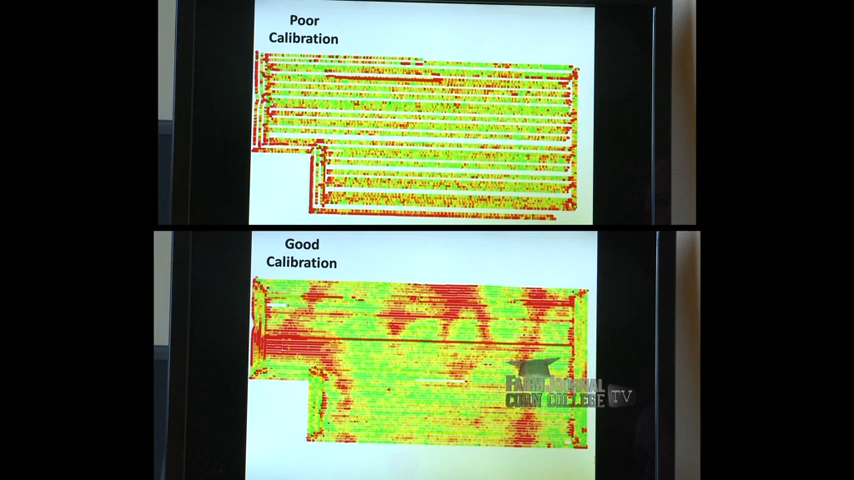 Poor
Calibration
Good
Calibration
FARM JOURNAL
CORN COLLEGE TV